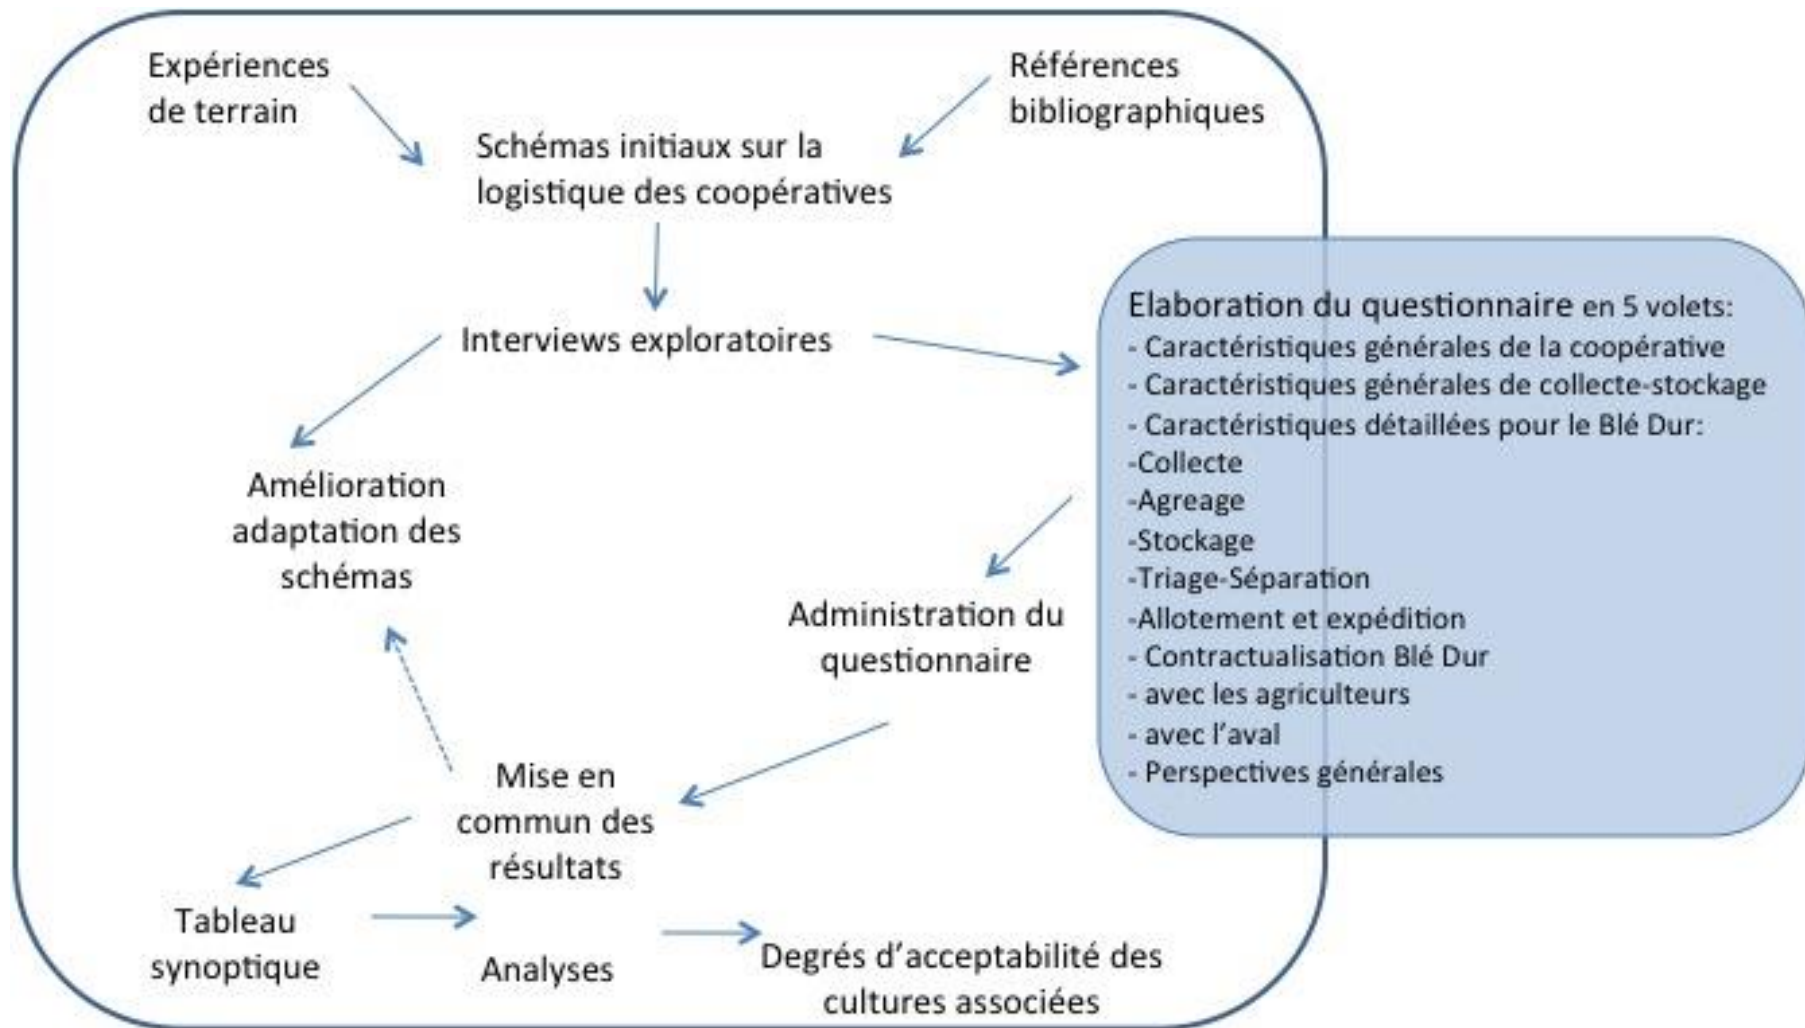 Expériences
de terrain
Références
bibliographiques
Schémas initiaux sur la
logistique des coopératives
Interviews exploratoires
Elaboration du questionnaire en 5 volets:
- Caractéristiques générales de la coopérative
- Caractéristiques générales de collecte-stockage
- Caractéristiques détaillées pour le Blé Dur:
-Collecte
-Agreage
-Stockage
-Triage-Séparation
-Allotement et expédition
- Contractualisation Blé Dur
- avec les agriculteurs
- avec l'aval
- Perspectives générales
Amélioration
adaptation des
schémas
Administration du
questionnaire
Mise en
commun des
résultats
Tableau
synoptique
Analyses
Degrés d'acceptabilité des
cultures associées